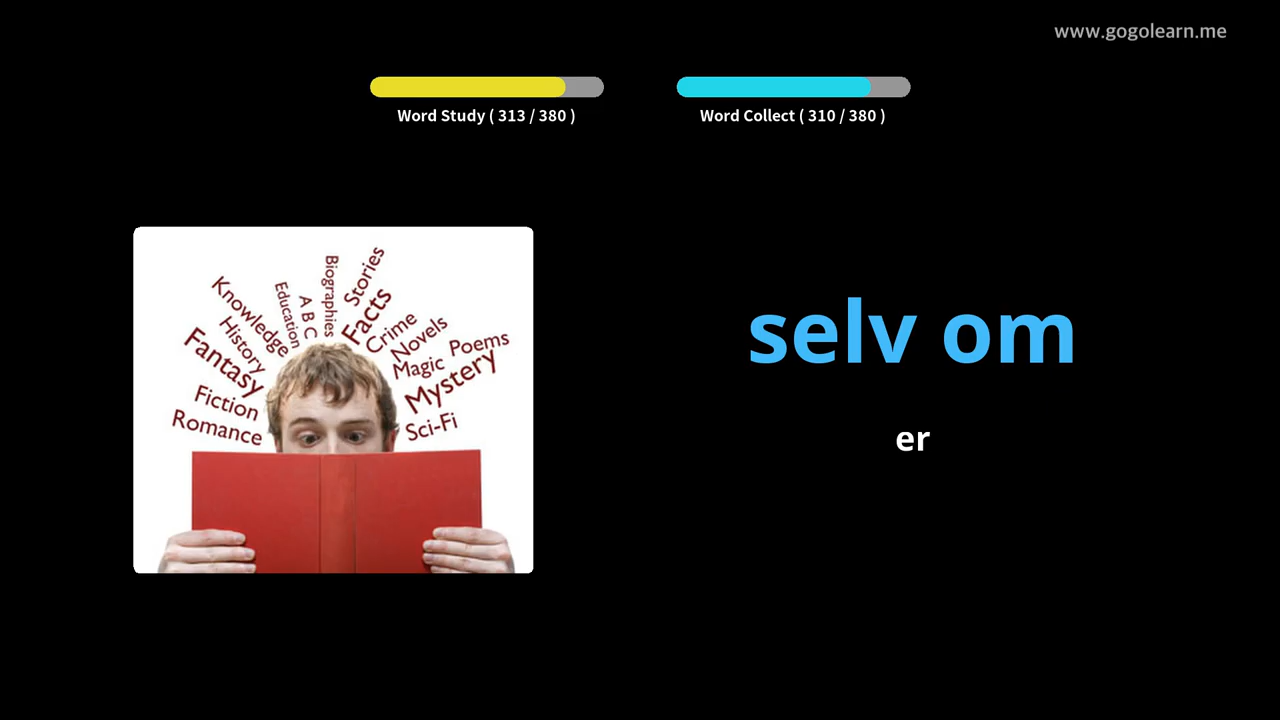 www.gogolearn.me
Word Study ( 313 / 380 )
Word Collect ( 310 / 380 )
Stories
Biographies
Facts
Education
A B C
Knowledge
Crime
Novels
History
Poems
Magic
Fantasy
Mystery
Fiction
Sci-Fi
Romance
selv om
er